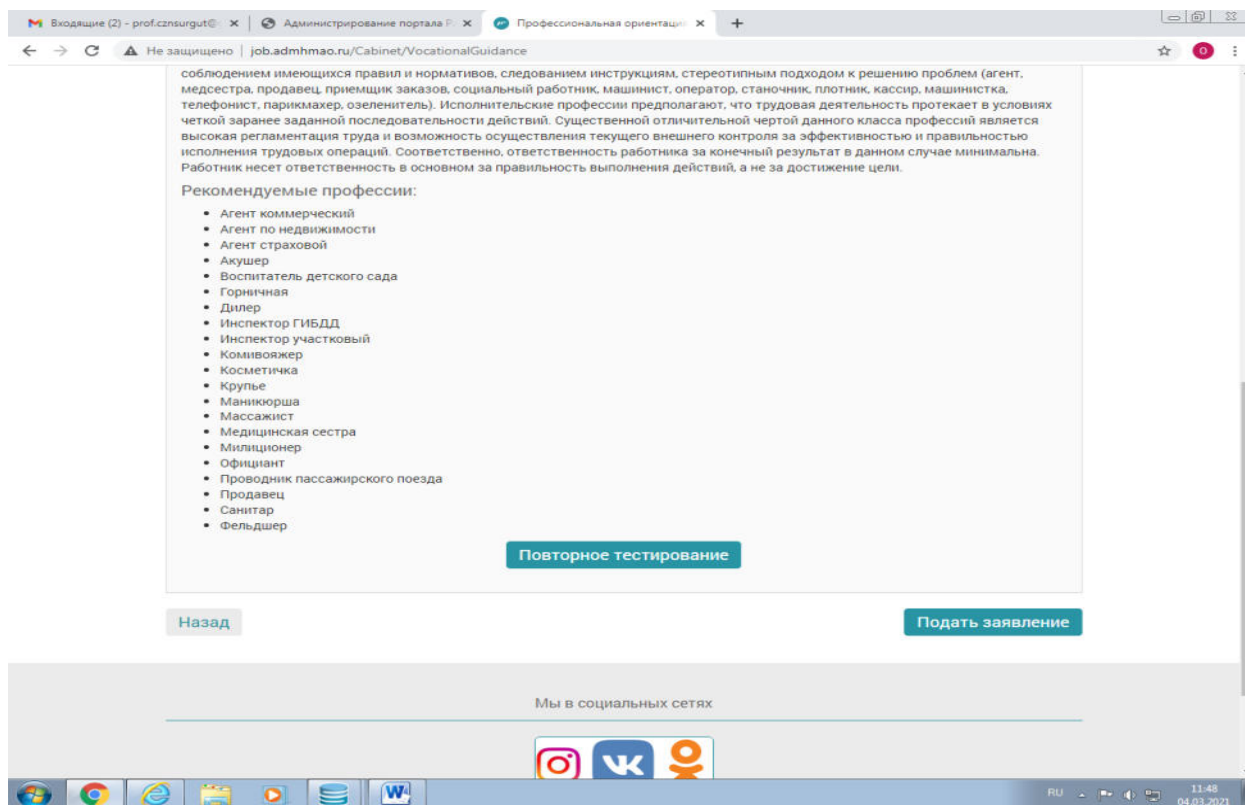 Входящие (2) - prof.cznsurgut@
Администрирование портала Р
Профессиональная ориентаци
Не защищено | job.admhmao.ru/Cabinet/VocationalGuidance
соблюдением имеющихся правил и нормативов, следованием инструкциям, стереотипным подходом к решению проблем (агент,
медсестра, продавец, приемщик заказов, социальный работник, машинист, оператор, станочник, плотник, кассир, машинистка,
телефонист, парикмахер, озеленитель). Исполнительские профессии предполагают, что трудовая деятельность протекает в условиях
четкой заранее заданной последовательности действий. Существенной отличительной чертой данного класса профессий является
высокая регламентация труда и возможность осуществления текущего внешнего контроля за эффективностью и правильностью
исполнения трудовых операций. Соответственно, ответственность работника за конечный результат в данном случае минимальна.
Работник несет ответственность в основном за правильность выполнения действий, а не за достижение цели.
Рекомендуемые профессии:
• Агент коммерческий
• Агент по недвижимости
• Агент страховой
• Акушер
• Воспитатель детского сада
• Горничная
• Дилер
• Инспектор ГИБДД
• Инспектор участковый
• Комивояжер
• Косметичка
• Крупье
• Маникюрша
• Массажист
• Медицинская сестра
• Милиционер
• Официант
• Проводник пассажирского поезда
• Продавец
• Санитар
• Фельдшер
Повторное тестирование
Назад
Подать заявление
Мы в социальных сетях
RU
11:48
04.03.2021